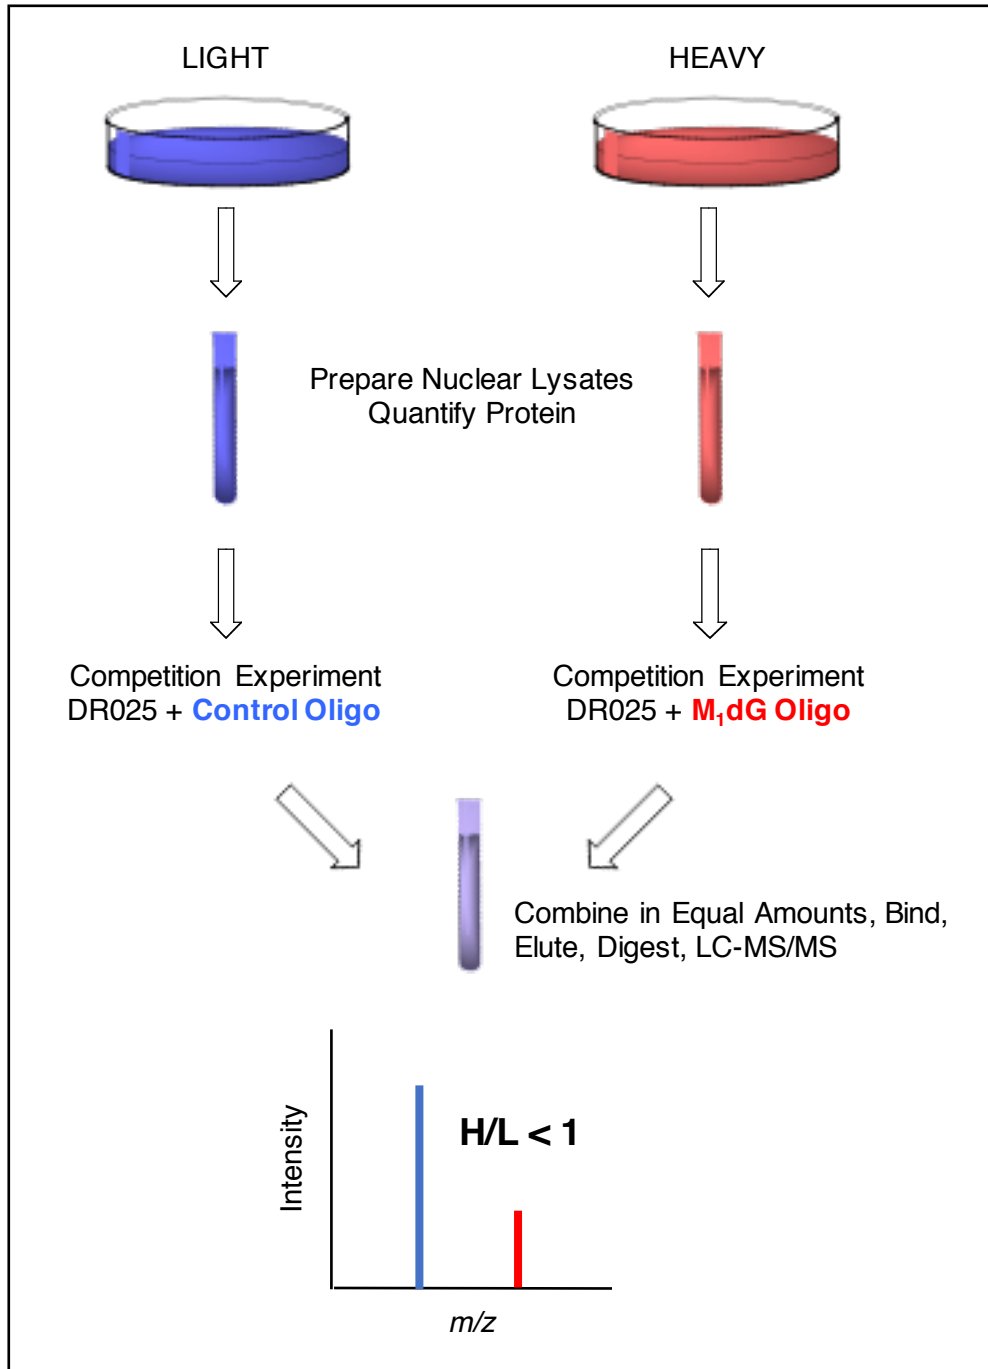 LIGHT
HEAVY
Prepare Nuclear Lysates
Quantify Protein
Competition Experiment
DR025 + Control Oligo
Competition Experiment
DR025 + M₁dG Oligo
Combine in Equal Amounts, Bind,
Elute, Digest, LC-MS/MS
H/L < 1
Intensity
m/z